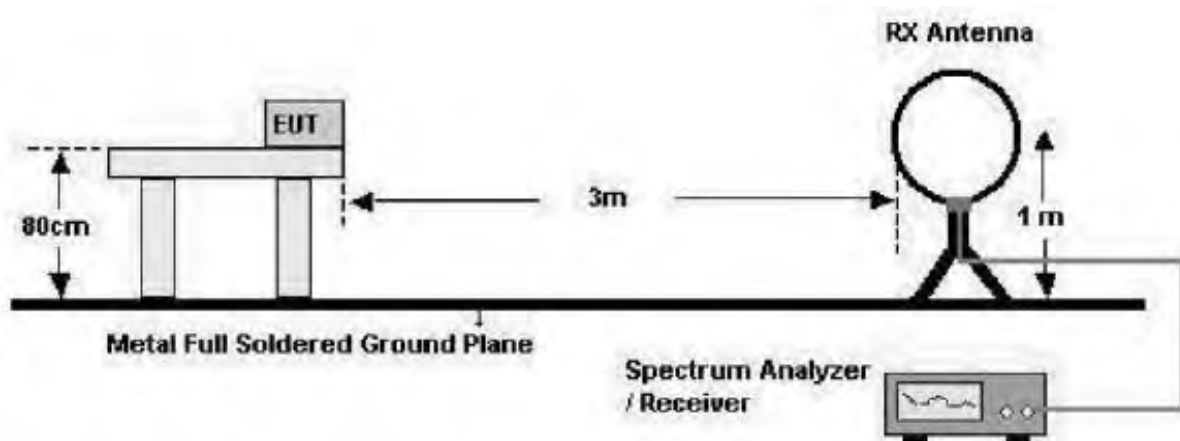 RX Antenna
EUT
3m
80cm
1 m
Metal Full Soldered Ground Plane
Spectrum Analyzer
/ Receiver